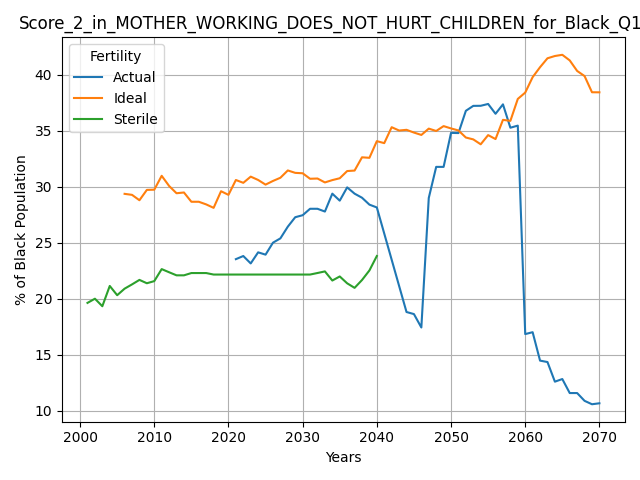 Score_2_in_MOTHER_WORKING_DOES_NOT_HURT_CHILDREN_for_Black_Q1
Fertility
Actual
Ideal
Sterile
% of Black Population
40
35
30
25
20
15
10
2000 2010 2020 2030 2040 2050 2060 2070
Years